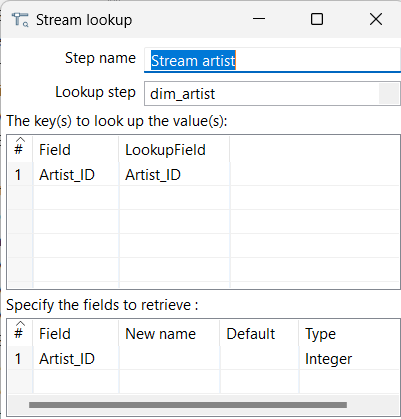 Stream lookup
Step name Stream artist
Lookup step dim_artist
The key(s) to look up the value(s):
# Field LookupField
1 Artist_ID Artist_ID
Specify the fields to retrieve :
# Field New name Default Type
1 Artist_ID Integer